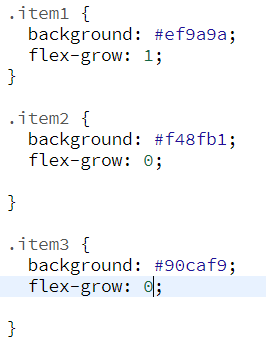 .item1 {
  background: #ef9a9a;
  flex-grow: 1;
}
.item2 {
  background: #f48fb1;
  flex-grow: 0;
}
.item3 {
  background: #90caf9;
  flex-grow: 0;
}